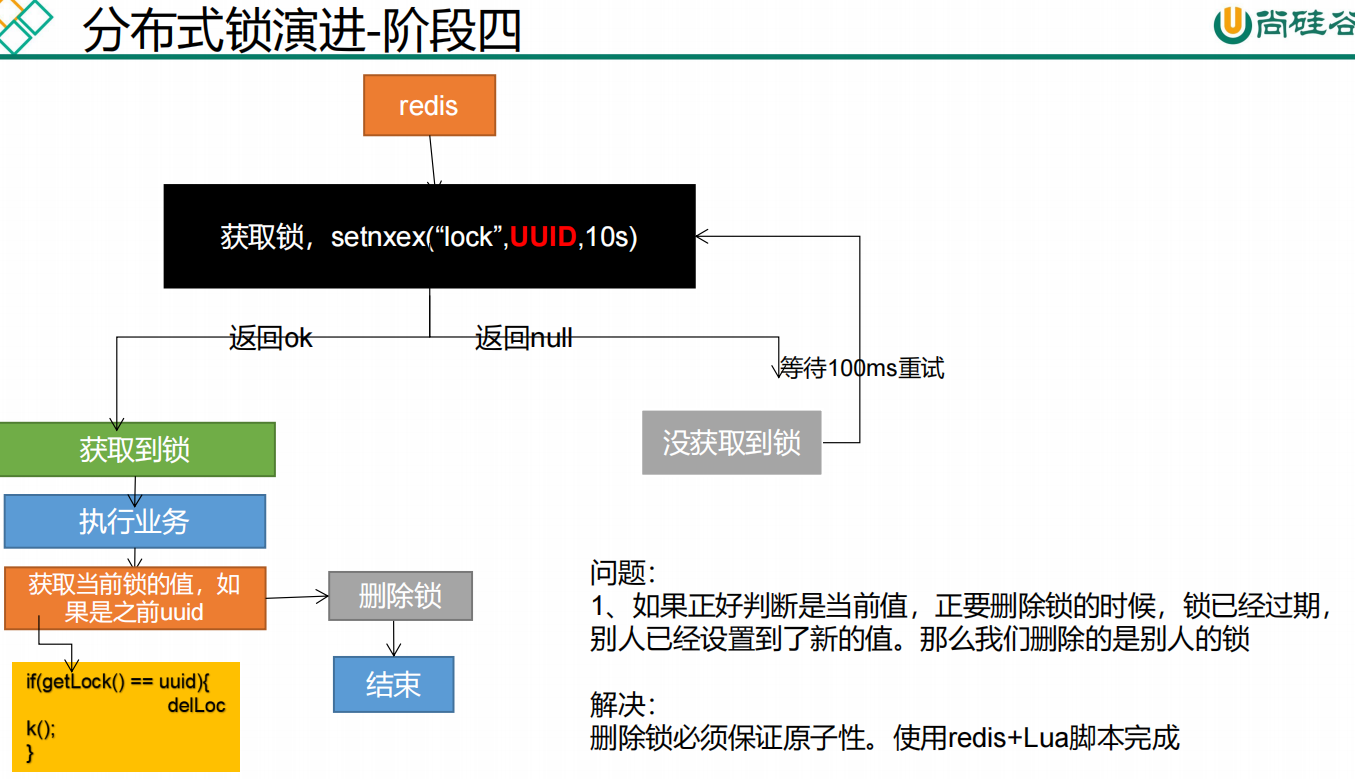 分布式锁演进-阶段四
尚硅谷
redis
获取锁，setnxex(“lock”,UUID,10s)
返回ok
返回null
等待100ms重试
获取到锁
没获取到锁
执行业务
获取当前锁的值，如
果是之前uuid
删除锁
结束
if(getLock() == uuid){
delLoc
k();
}
问题：
1、如果正好判断是当前值，正要删除锁的时候，锁已经过期，
别人已经设置到了新的值。那么我们删除的是别人的锁
解决：
删除锁必须保证原子性。使用redis+Lua脚本完成